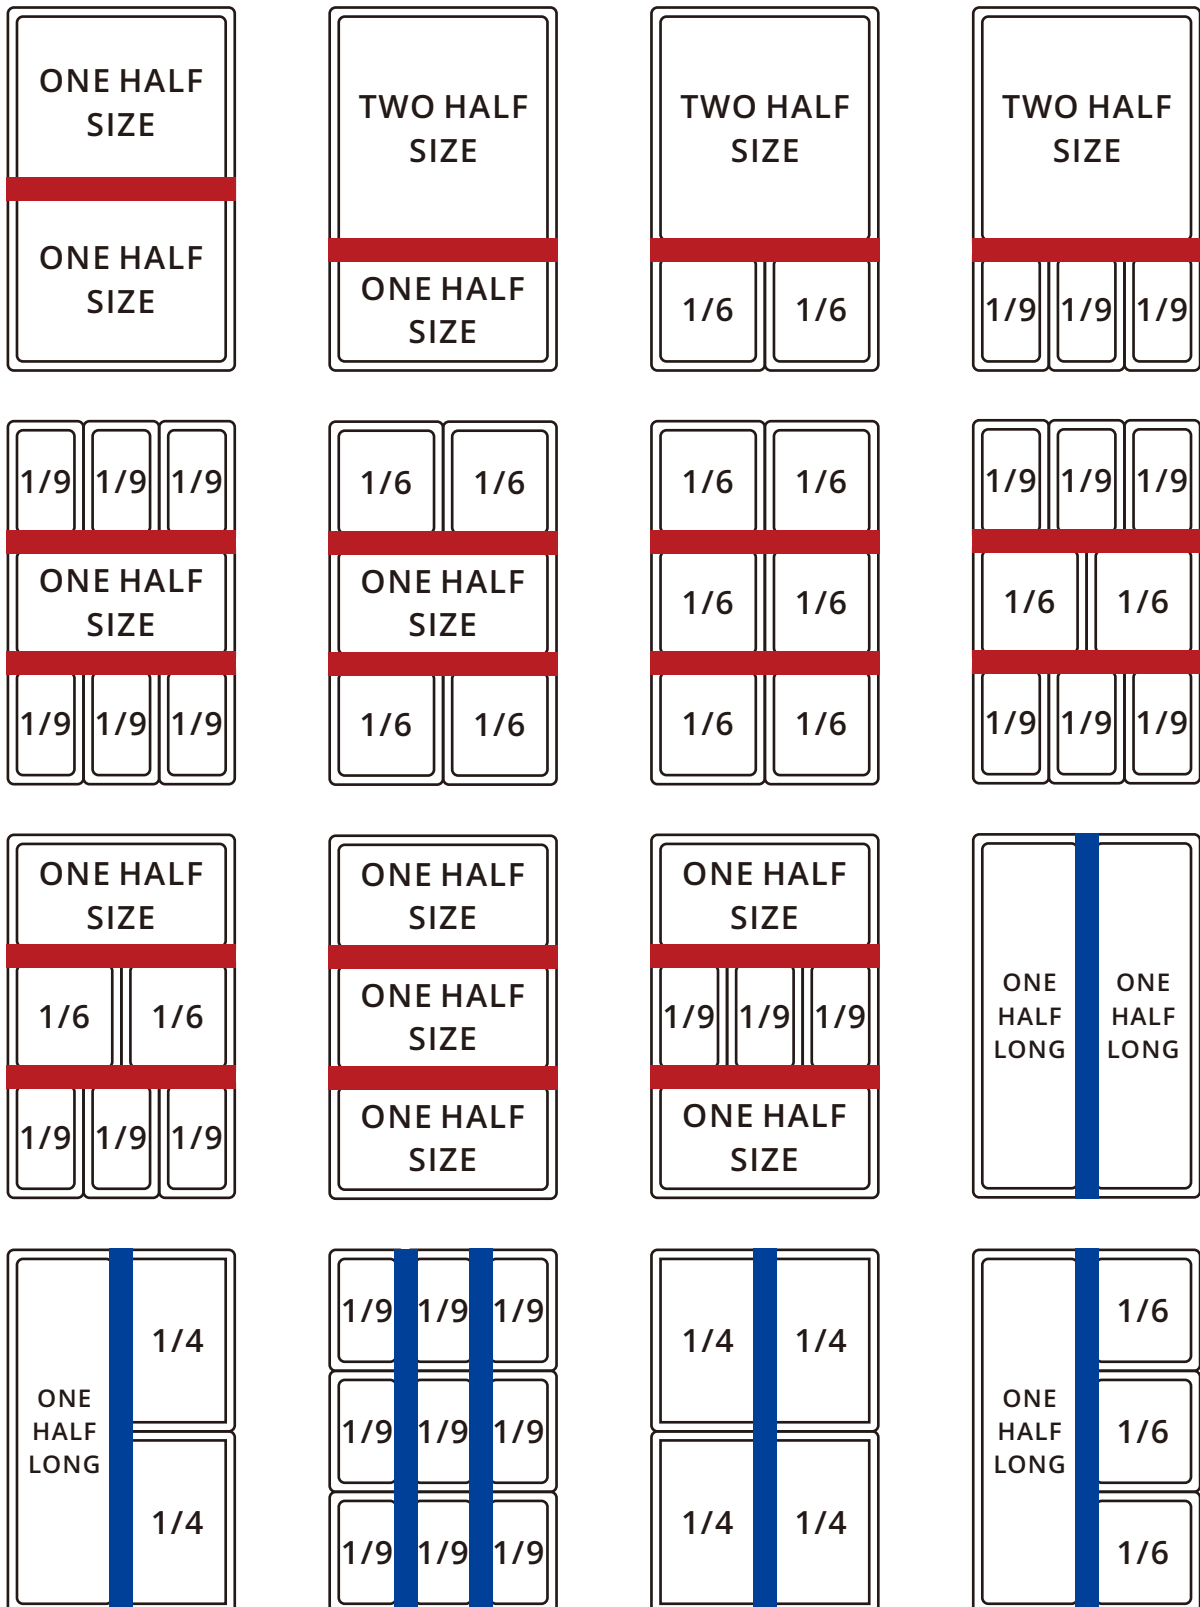 ONE HALF
SIZE
ONE HALF
SIZE
TWO HALF
SIZE
ONE HALF
SIZE
TWO HALF
SIZE
1/6 1/6
TWO HALF
SIZE
1/9 1/9 1/9
1/9 1/9 1/9
ONE HALF
SIZE
1/9 1/9 1/9
1/6 1/6
ONE HALF
SIZE
1/6 1/6
1/6 1/6
1/6 1/6
1/6 1/6
1/9 1/9 1/9
1/6 1/6
1/9 1/9 1/9
ONE HALF
SIZE
1/6 1/6
1/9 1/9 1/9
ONE HALF
SIZE
ONE HALF
SIZE
ONE HALF
SIZE
ONE HALF
SIZE
1/9 1/9 1/9
ONE HALF
SIZE
ONE
HALF
LONG
ONE
HALF
LONG
ONE
HALF
LONG
1/4
1/4
1/9 1/9 1/9
1/9 1/9 1/9
1/9 1/9 1/9
1/4 1/4
1/4 1/4
ONE
HALF
LONG
1/6
1/6
1/6